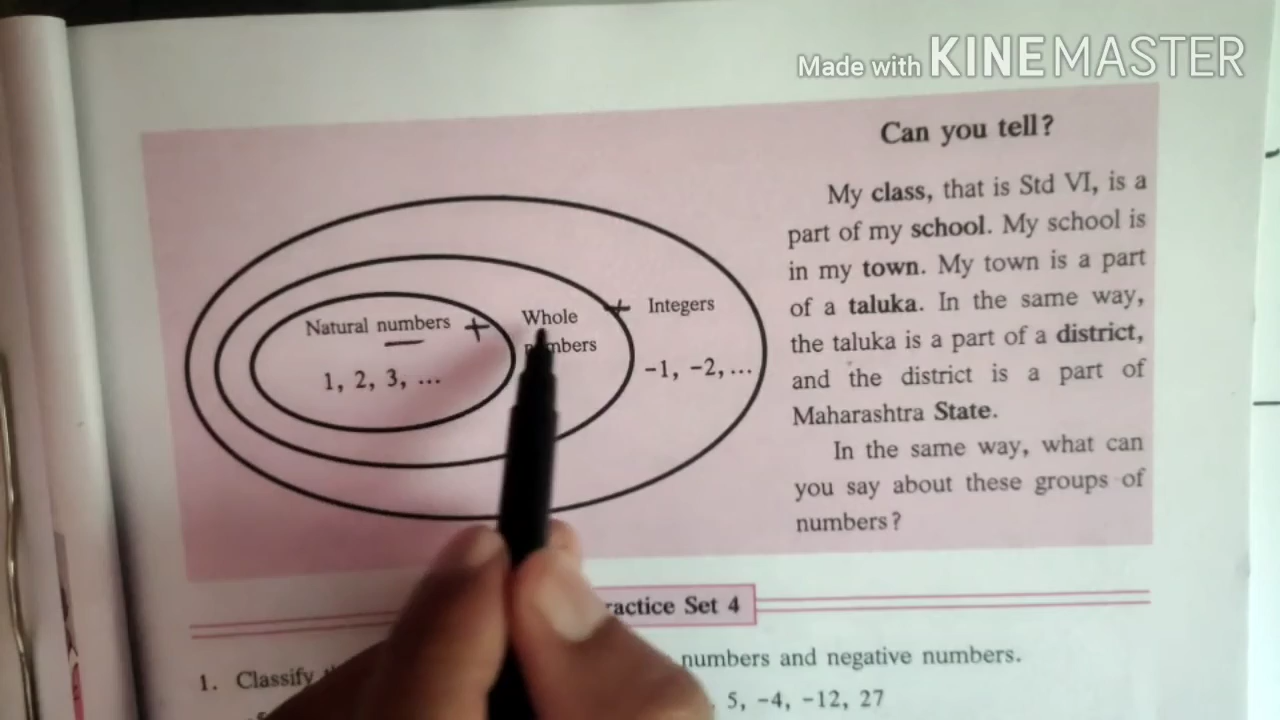 Made with KINEMASTER
Can you tell?
My class, that is Std VI, is a
part of my school. My school is
in my town. My town is a part
of a taluka. In the same way,
the taluka is a part of a district,
and the district is a part of
Maharashtra State.
In the same way, what can
you say about these groups of
numbers?
Natural numbers +
1, 2, 3, ...
Whole
numbers
+ Integers
-1, -2, ...
Practice Set 4
1. Classify numbers and negative numbers.
5, -4, -12, 27